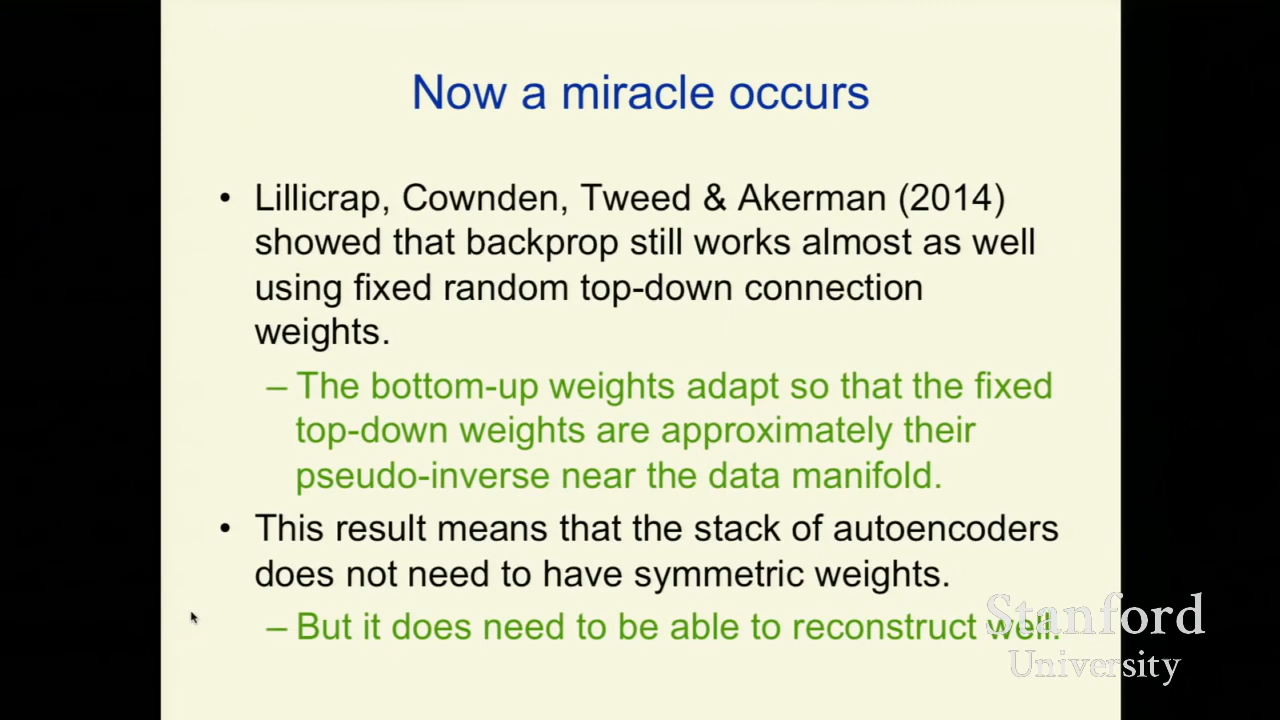 Now a miracle occurs
• Lillicrap, Cownden, Tweed & Akerman (2014)
showed that backprop still works almost as well
using fixed random top-down connection
weights.
– The bottom-up weights adapt so that the fixed
top-down weights are approximately their
pseudo-inverse near the data manifold.
• This result means that the stack of autoencoders
does not need to have symmetric weights.
– But it does need to be able to reconstruct well.
Stanford
University